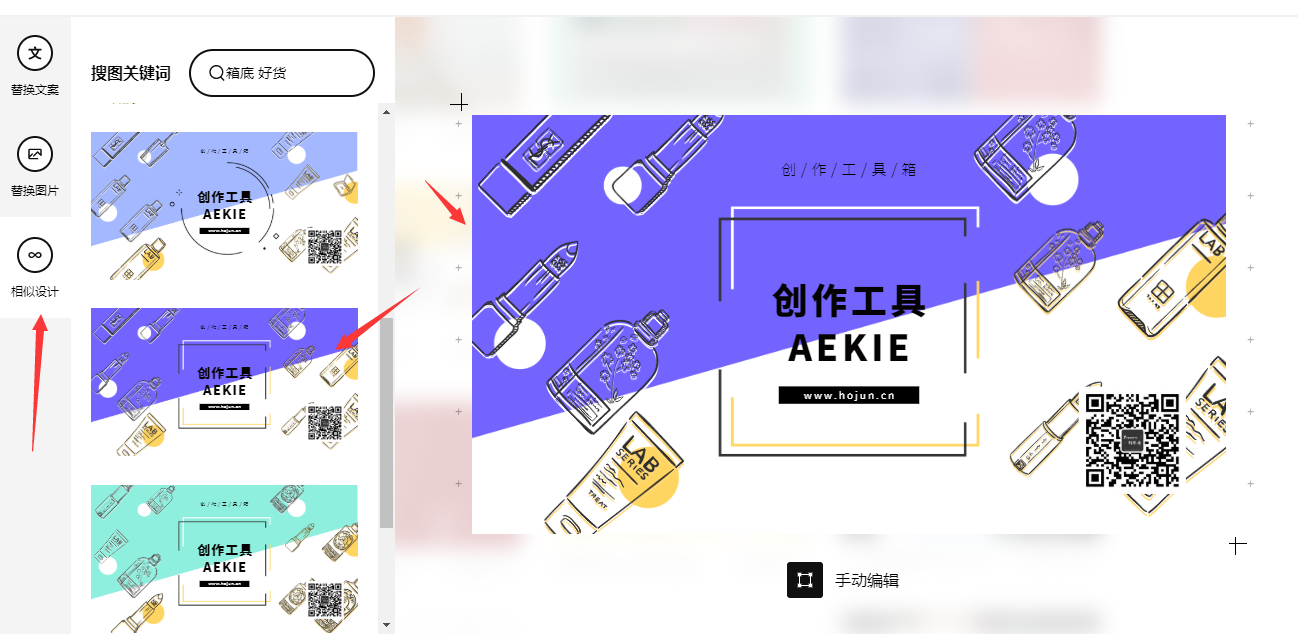 文
替换文案
替换图片
相似设计
搜图关键词
箱底 好货
创/作/工/具/箱
创作工具
AEKIE
www.hojun.cn
创/作/工/具/箱
创作工具
AEKIE
www.hojun.cn
LAB
创/作/工/具/箱
创作工具
AEKIE
www.hojun.cn
创/作/工/具/箱
创作工具
AEKIE
www.hojun.cn
LAB
LAB
SERIES
TREAT
LAB
SERIES
手动编辑